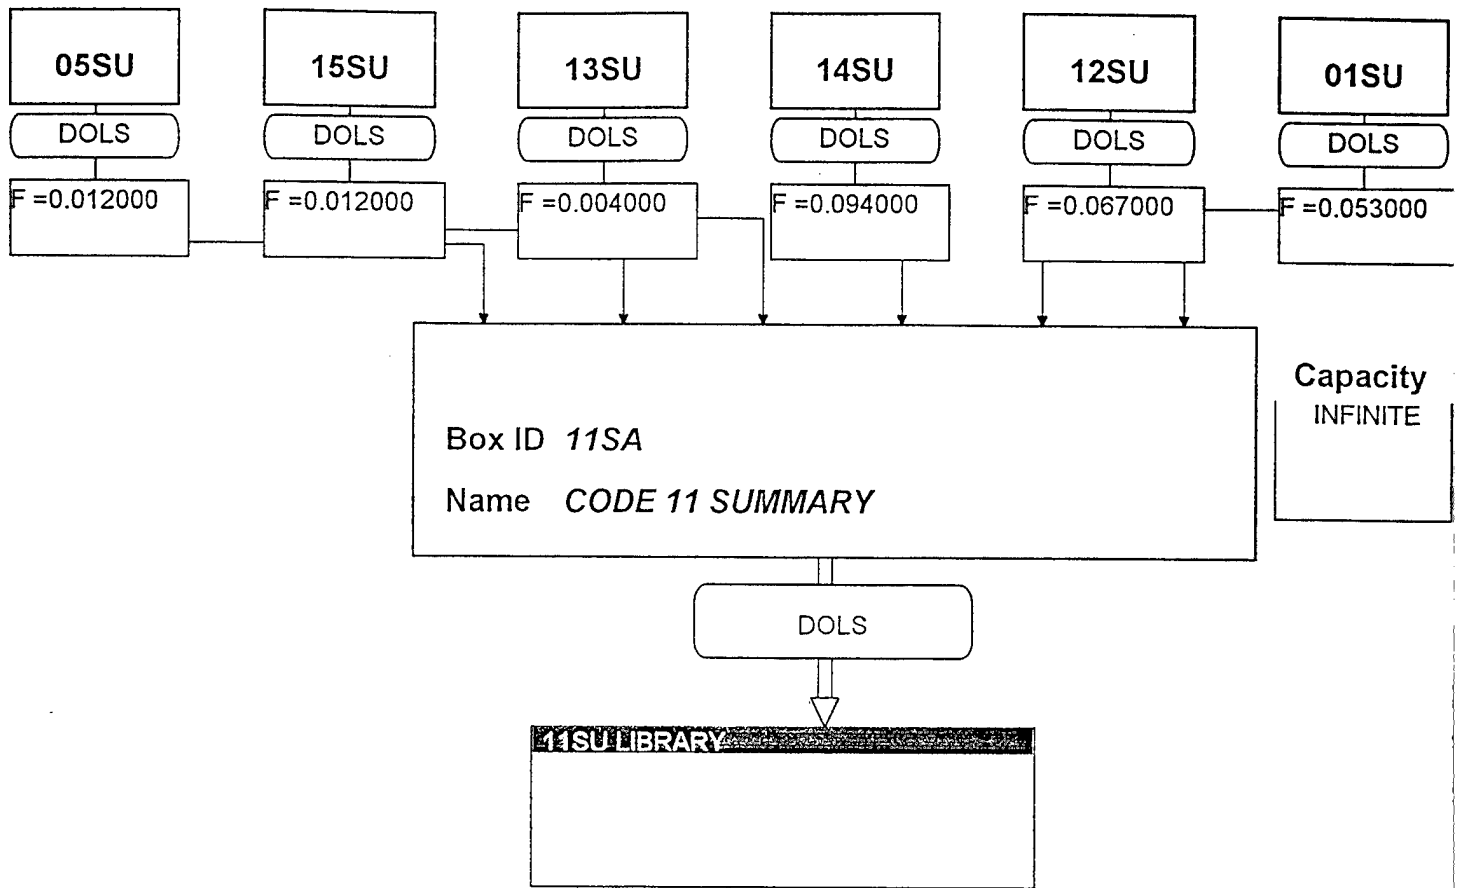 05SU 15SU 13SU 14SU 12SU 01SU
DOLS DOLS DOLS DOLS DOLS DOLS
F =0.012000 F =0.012000 F =0.004000 F =0.094000 F =0.067000 F =0.053000
Capacity
INFINITE
Box ID 11SA
Name CODE 11 SUMMARY
DOLS
11SU LIBRARY